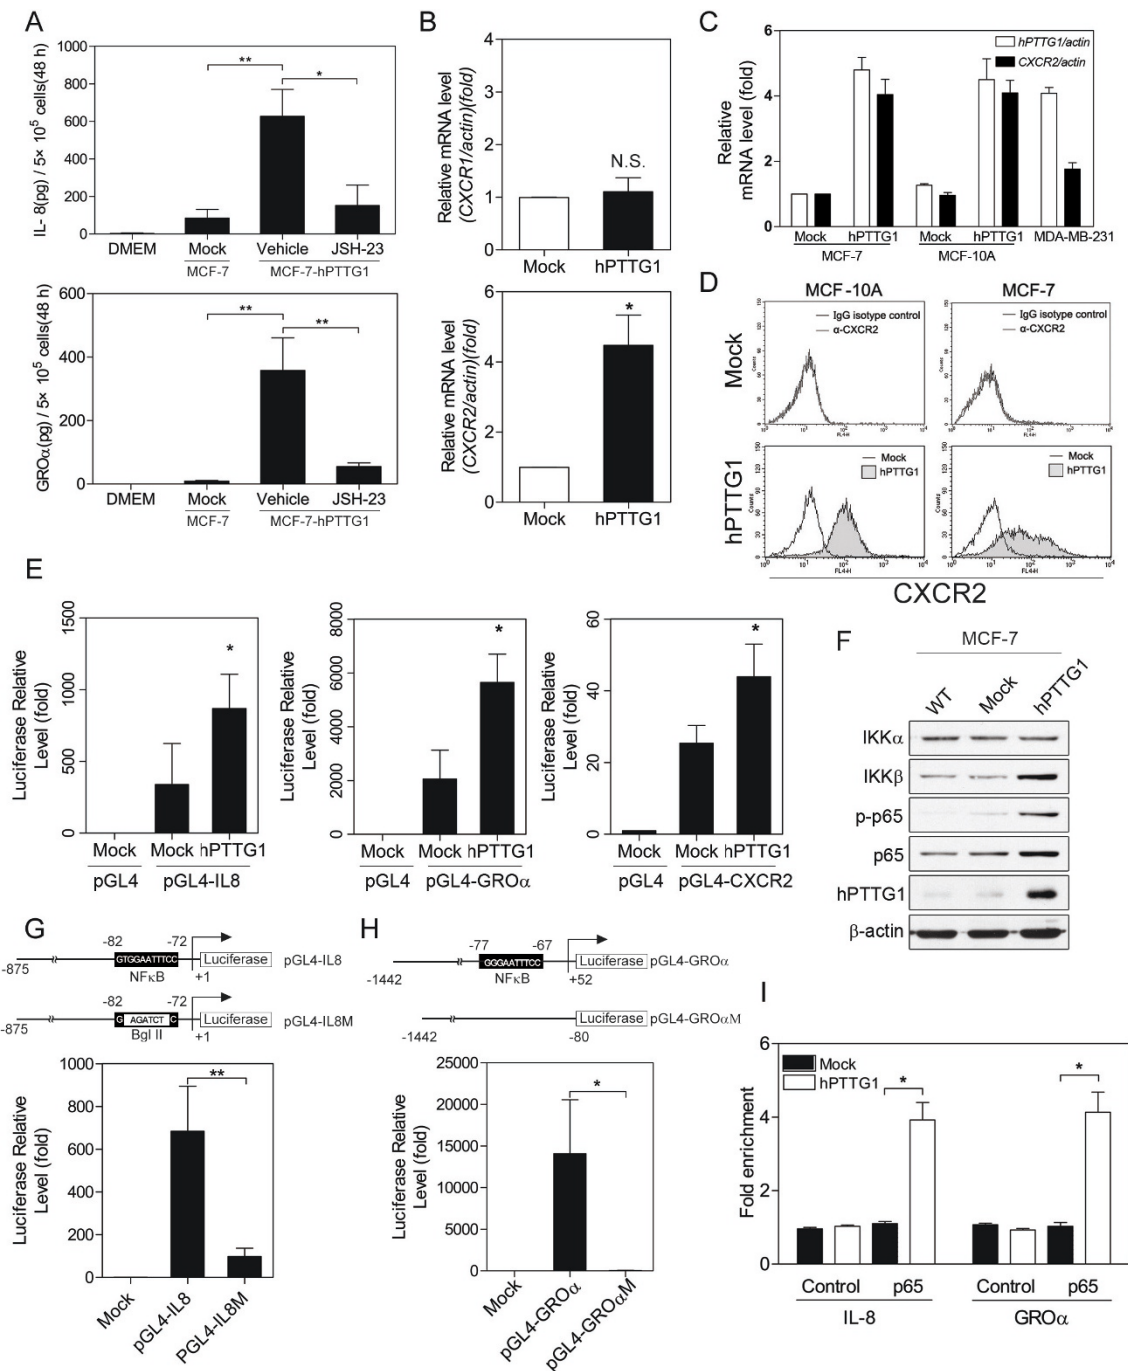 A
IL- 8(pg) / 5× 10⁵ cells(48 h)
1000
800
600
400
200
0
**
*
DMEM
Mock
Vehicle
JSH-23
MCF-7
MCF-7-hPTTG1
GROα(pg) / 5× 10⁵ cells(48 h)
600
400
200
0
**
**
DMEM
Mock
Vehicle
JSH-23
MCF-7
MCF-7-hPTTG1
B
Relative mRNA level
(CXCR1/actin)(fold)
4
3
2
1
0
N.S.
Mock
hPTTG1
Relative mRNA level
(CXCR2/actin)(fold)
6
4
2
0
*
Mock
hPTTG1
C
Relative
mRNA level (fold)
6
4
2
0
hPTTG1/actin
CXCR2/actin
Mock
hPTTG1
Mock
hPTTG1
MDA-MB-231
MCF-7
MCF-10A
D
MCF-10A
MCF-7
Mock
IgG isotype control
α-CXCR2
Counts
FL4-H
IgG isotype control
α-CXCR2
Counts
FL4-H
hPTTG1
Mock
hPTTG1
Counts
FL4-H
Mock
hPTTG1
Counts
FL4-H
CXCR2
E
Luciferase Relative
Level (fold)
1500
1000
500
0
*
Mock
Mock
hPTTG1
pGL4
pGL4-IL8
Luciferase Relative
Level (fold)
8000
6000
4000
2000
0
*
Mock
Mock
hPTTG1
pGL4
pGL4-GROα
Luciferase Relative
Level (fold)
60
40
20
0
*
Mock
Mock
hPTTG1
pGL4
pGL4-CXCR2
F
MCF-7
WT
Mock
hPTTG1
IKKα
IKKβ
p-p65
p65
hPTTG1
β-actin
G
-82
-72
-875
GTGGAATTTCC
NFκB
+1
Luciferase
pGL4-IL8
-82
-72
-875
G AGATCT C
Bgl II
+1
Luciferase
pGL4-IL8M
Luciferase Relative
Level (fold)
1000
800
600
400
200
0
**
Mock
pGL4-IL8
PGL4-IL8M
H
-77
-67
-1442
GGGAATTTCC
NFκB
+52
Luciferase
pGL4-GROα
-1442
-80
Luciferase
pGL4-GROαM
Luciferase Relative
Level (fold)
25000
20000
15000
10000
5000
0
*
Mock
pGL4-GROα
pGL4-GROαM
I
Fold enrichment
6
4
2
0
Mock
hPTTG1
*
*
Control
p65
Control
p65
IL-8
GROα